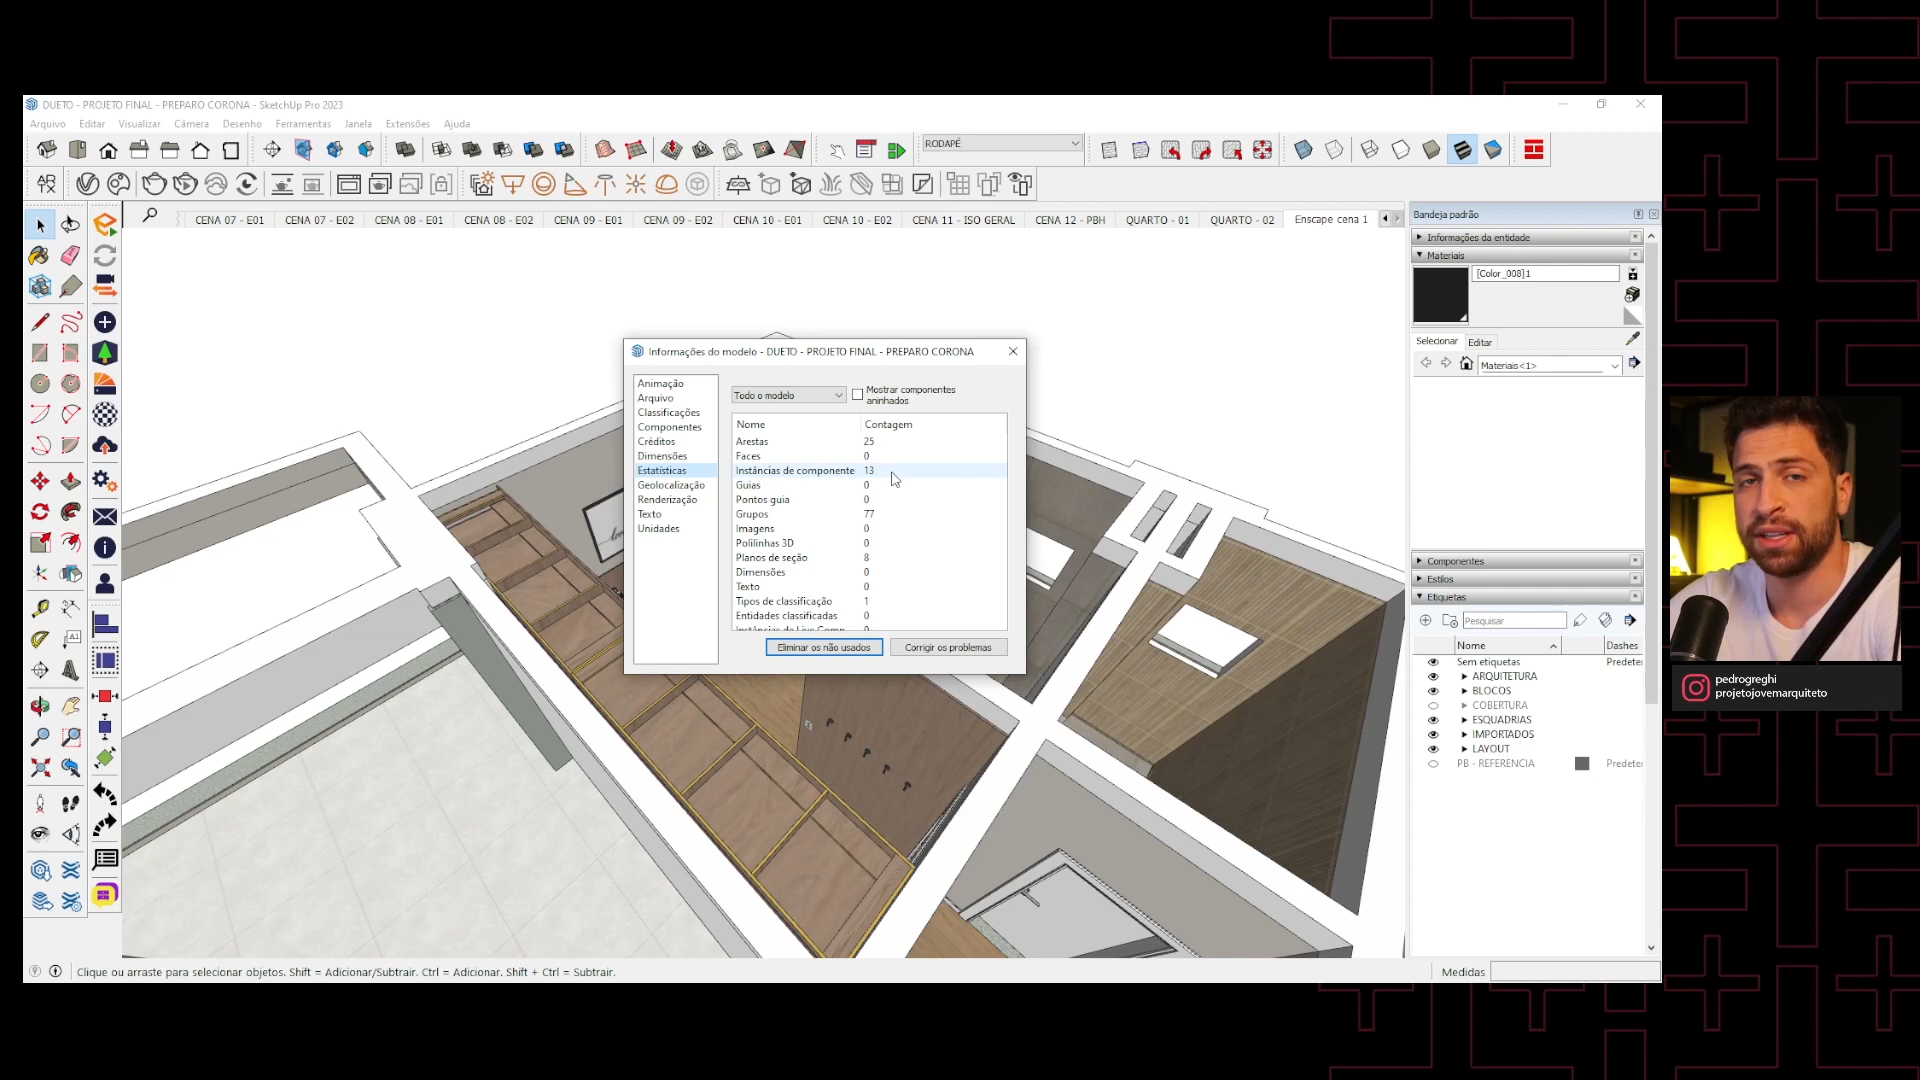 DUETO - PROJETO FINAL - PREPARO CORONA - SketchUp Pro 2023
Arquivo Editar Visualizar Câmera Desenho Ferramentas Janela Extensões Ajuda
RODAPÉ
CENA 07 - E01 CENA 07 - E02 CENA 08 - E01 CENA 08 - E02 CENA 09 - E01 CENA 09 - E02 CENA 10 - E01 CENA 10 - E02 CENA 11 - ISO GERAL CENA 12 - PBH QUARTO - 01 QUARTO - 02 Enscape cena 1
Bandeja padrão
Informações da entidade
Materiais
[Color_008]1
Selecionar Editar
Materiais<1>
Componentes
Estilos
Etiquetas
Pesquisar
Nome Dashes
Sem etiquetas Predete
ARQUITETURA
BLOCOS
COBERTURA
ESQUADRIAS
IMPORTADOS
LAYOUT
PB - REFERENCIA Predete
Informações do modelo - DUETO - PROJETO FINAL - PREPARO CORONA
Animação
Arquivo
Classificações
Componentes
Créditos
Dimensões
Estatísticas
Geolocalização
Renderização
Texto
Unidades
Todo o modelo
Mostrar componentes
aninhados
Nome Contagem
Arestas 25
Faces 0
Instâncias de componente 13
Guias 0
Pontos guia 0
Grupos 77
Imagens 0
Polilinhas 3D 0
Planos de seção 8
Dimensões 0
Texto 0
Tipos de classificação 1
Entidades classificadas 0
Eliminar os não usados Corrigir os problemas
pedrogreghi
projetojovemarquiteto
Clique ou arraste para selecionar objetos. Shift = Adicionar/Subtrair. Ctrl = Adicionar. Shift + Ctrl = Subtrair.
Medidas